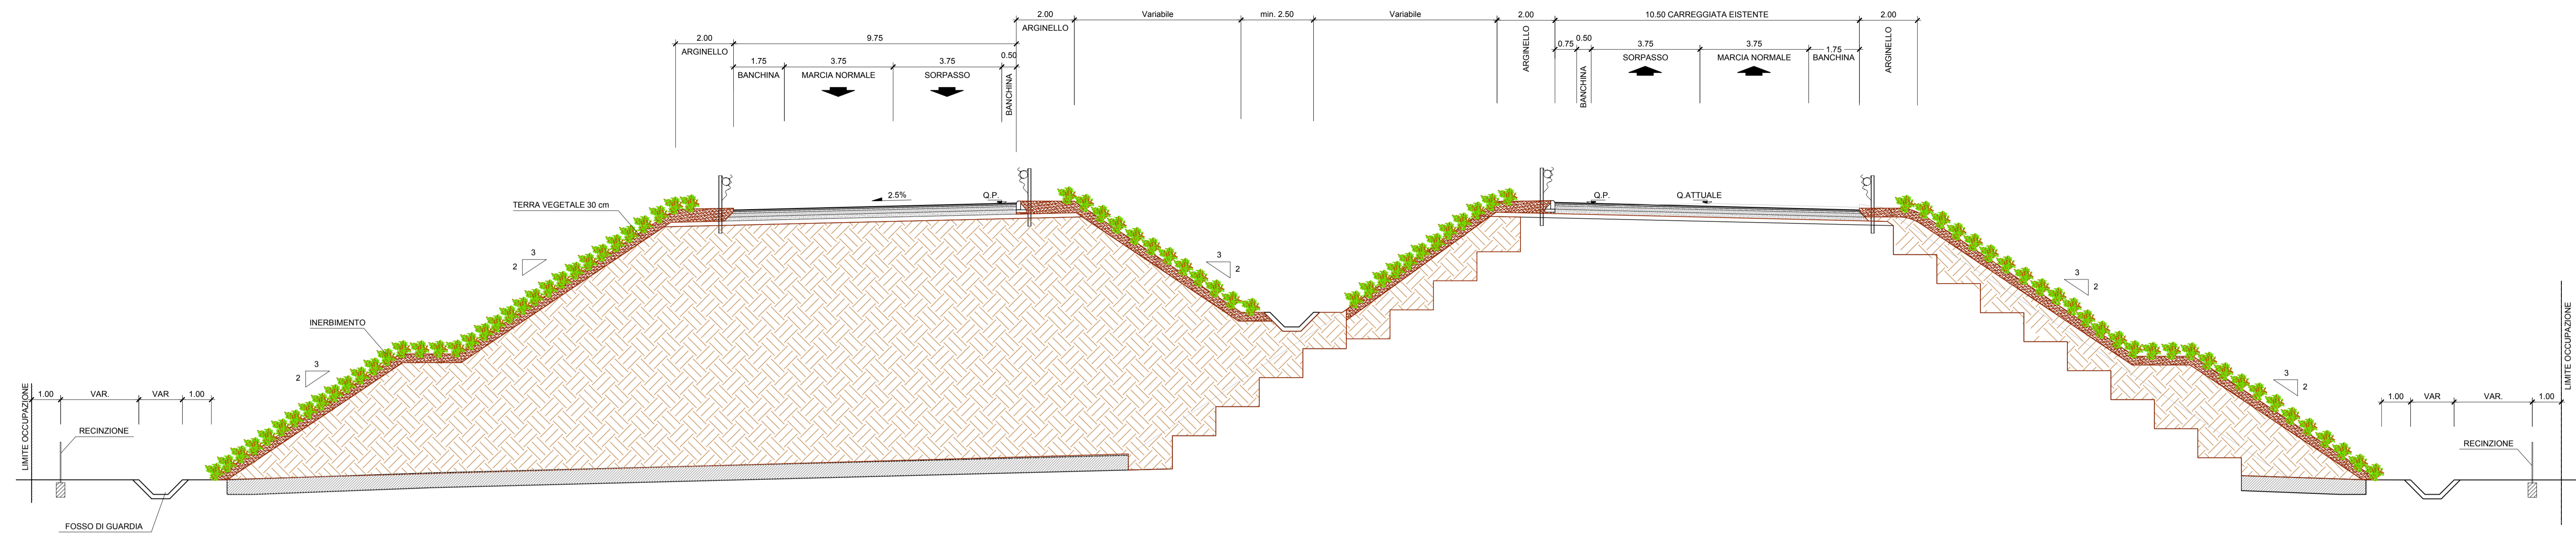 2.00 Variabile min. 2.50 Variabile 2.00 10.50 CARREGGIATA EISTENTE 2.00
ARGINELLO ARGINELLO ARGINELLO
2.00 9.75
ARGINELLO
0.75 0.50 3.75 3.75 1.75
BANCHINA SORPASSO MARCIA NORMALE BANCHINA
1.75 3.75 3.75 0.50
BANCHINA MARCIA NORMALE SORPASSO BANCHINA
2.5% Q.P. Q.P. Q.ATTUALE
TERRA VEGETALE 30 cm
3
2
3
2
3
2
INERBIMENTO
3
2
3
2
LIMITE OCCUPAZIONE
1.00 VAR. VAR 1.00
RECINZIONE
FOSSO DI GUARDIA
1.00 VAR VAR. 1.00
RECINZIONE
LIMITE OCCUPAZIONE